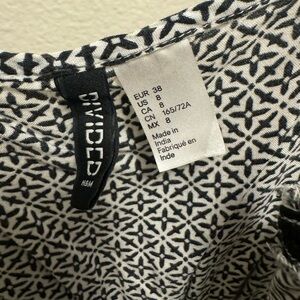 DIVIDED
H&M
EUR 38
US 8
CA 8
CN 165/72A
MX 8
Made in
India
Fabriqué en
Inde